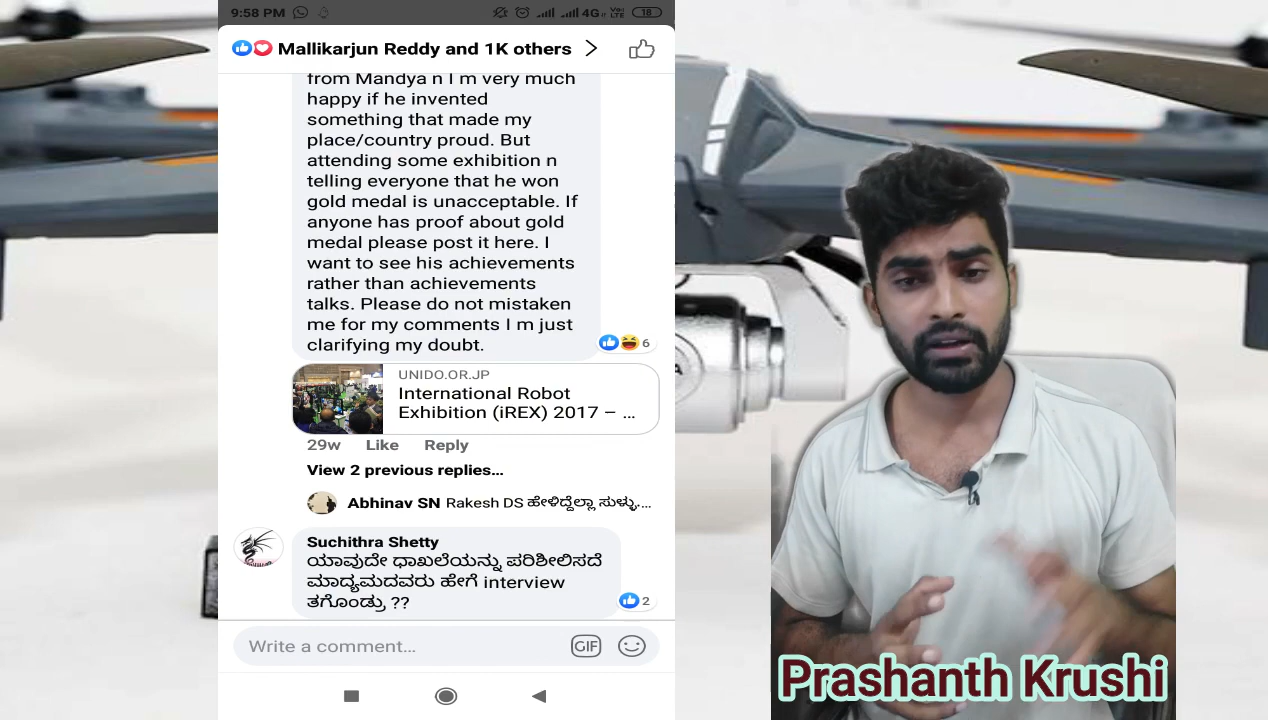 9:58 PM
4G
Vo)
LTE
18
Mallikarjun Reddy and 1K others
from Mandya n I m very much
happy if he invented
something that made my
place/country proud. But
attending some exhibition n
telling everyone that he won
gold medal is unacceptable. If
anyone has proof about gold
medal please post it here. I
want to see his achievements
rather than achievements
talks. Please do not mistaken
me for my comments I m just
clarifying my doubt.
6
UNIDO.OR.JP
International Robot
Exhibition (iREX) 2017 – ...
29w Like Reply
View 2 previous replies...
Abhinav SN Rakesh DS ಹೇಳಿದ್ದೆಲ್ಲಾ ಸುಳ್ಳು....
Suchithra Shetty
ಯಾವುದೇ ಧಾಖಲೆಯನ್ನು ಪರಿಶೀಲಿಸದೆ
ಮಾದ್ಯಮದವರು ಹೇಗೆ interview
ತಗೊಂಡ್ರು ??
2
Write a comment...
GIF
Prashanth Krushi